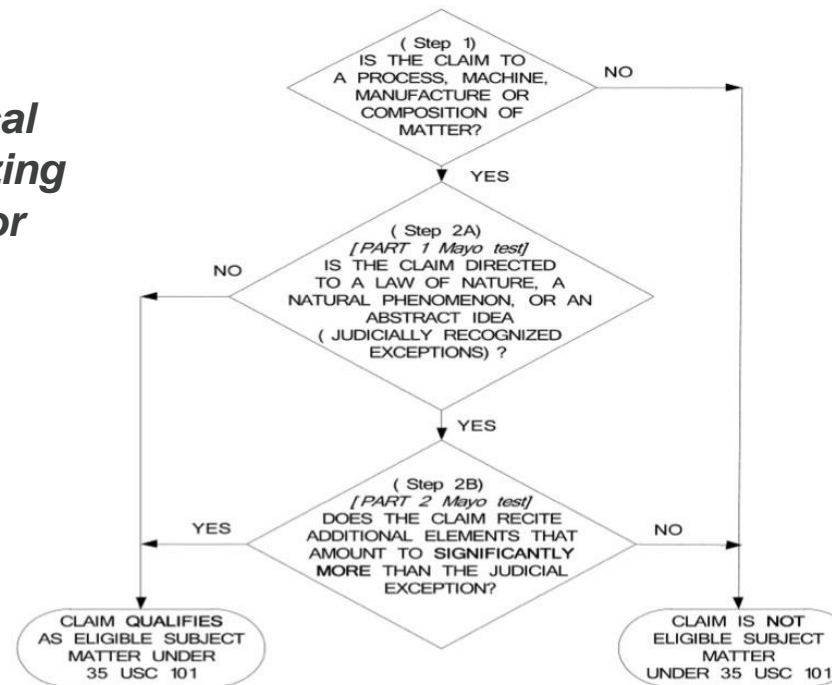 al
zing
or
( Step 1)
IS THE CLAIM TO
A PROCESS, MACHINE,
MANUFACTURE OR
COMPOSITION OF
MATTER?
NO
YES
( Step 2A)
[PART 1 Mayo test]
IS THE CLAIM DIRECTED
TO A LAW OF NATURE, A
NATURAL PHENOMENON, OR AN
ABSTRACT IDEA
( JUDICIALLY RECOGNIZED
EXCEPTIONS) ?
NO
YES
( Step 2B)
[PART 2 Mayo test]
DOES THE CLAIM RECITE
ADDITIONAL ELEMENTS THAT
AMOUNT TO SIGNIFICANTLY
MORE THAN THE JUDICIAL
EXCEPTION?
YES
NO
CLAIM QUALIFIES
AS ELIGIBLE SUBJECT
MATTER UNDER
35 USC 101
CLAIM IS NOT
ELIGIBLE SUBJECT
MATTER
UNDER 35 USC 101